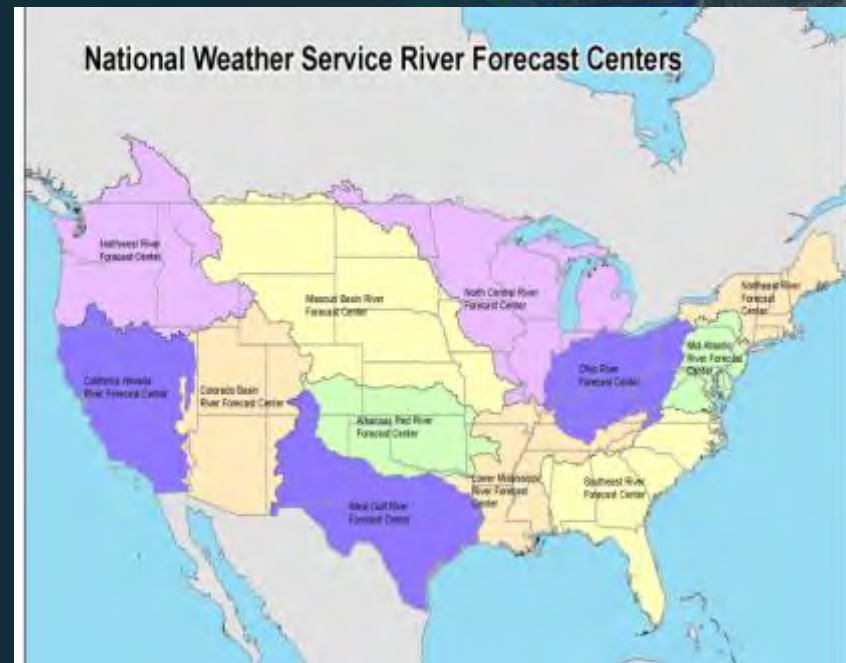 National Weather Service River Forecast Centers
Northwest River
Forecast Center
Missouri Basin River
Forecast Center
North Central River
Forecast Center
Northeast River
Forecast
Center
Mid-Atlantic
River Forecast
Center
Ohio River
Forecast Center
California Nevada
River Forecast Center
Colorado Basin
River Forecast Center
Arkansas Red River
Forecast Center
Lower Mississippi
River Forecast
Center
Southeast River
Forecast Center
West Gulf River
Forecast Center